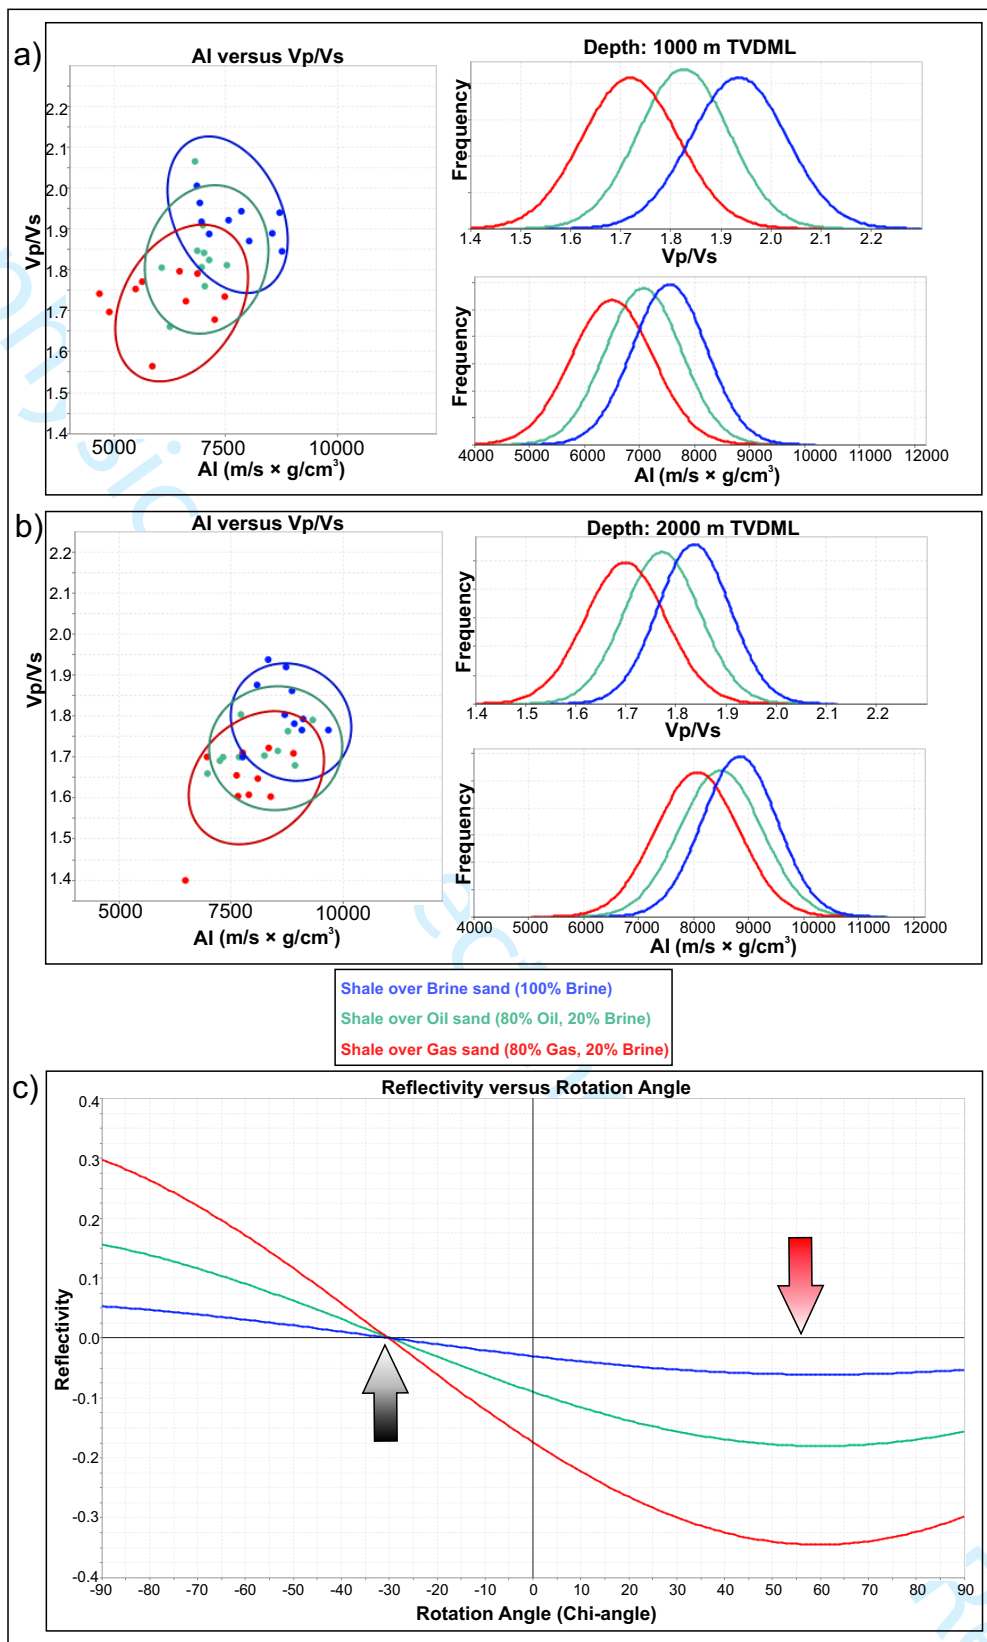 a)
AI versus Vp/Vs
2.2
2.1
2.0
1.9
1.8
1.7
1.6
1.5
1.4
Vp/Vs
5000 7500 10000
AI (m/s × g/cm³)
Depth: 1000 m TVDML
Frequency
1.4 1.5 1.6 1.7 1.8 1.9 2.0 2.1 2.2
Vp/Vs
Frequency
4000 5000 6000 7000 8000 9000 10000 11000 12000
AI (m/s × g/cm³)
b)
AI versus Vp/Vs
2.2
2.1
2.0
1.9
1.8
1.7
1.6
1.5
1.4
Vp/Vs
5000 7500 10000
AI (m/s × g/cm³)
Depth: 2000 m TVDML
Frequency
1.4 1.5 1.6 1.7 1.8 1.9 2.0 2.1 2.2
Vp/Vs
Frequency
4000 5000 6000 7000 8000 9000 10000 11000 12000
AI (m/s × g/cm³)
Shale over Brine sand (100% Brine)
Shale over Oil sand (80% Oil, 20% Brine)
Shale over Gas sand (80% Gas, 20% Brine)
c)
Reflectivity versus Rotation Angle
0.4
0.3
0.2
0.1
0.0
-0.1
-0.2
-0.3
-0.4
Reflectivity
-90 -80 -70 -60 -50 -40 -30 -20 -10 0 10 20 30 40 50 60 70 80 90
Rotation Angle (Chi-angle)